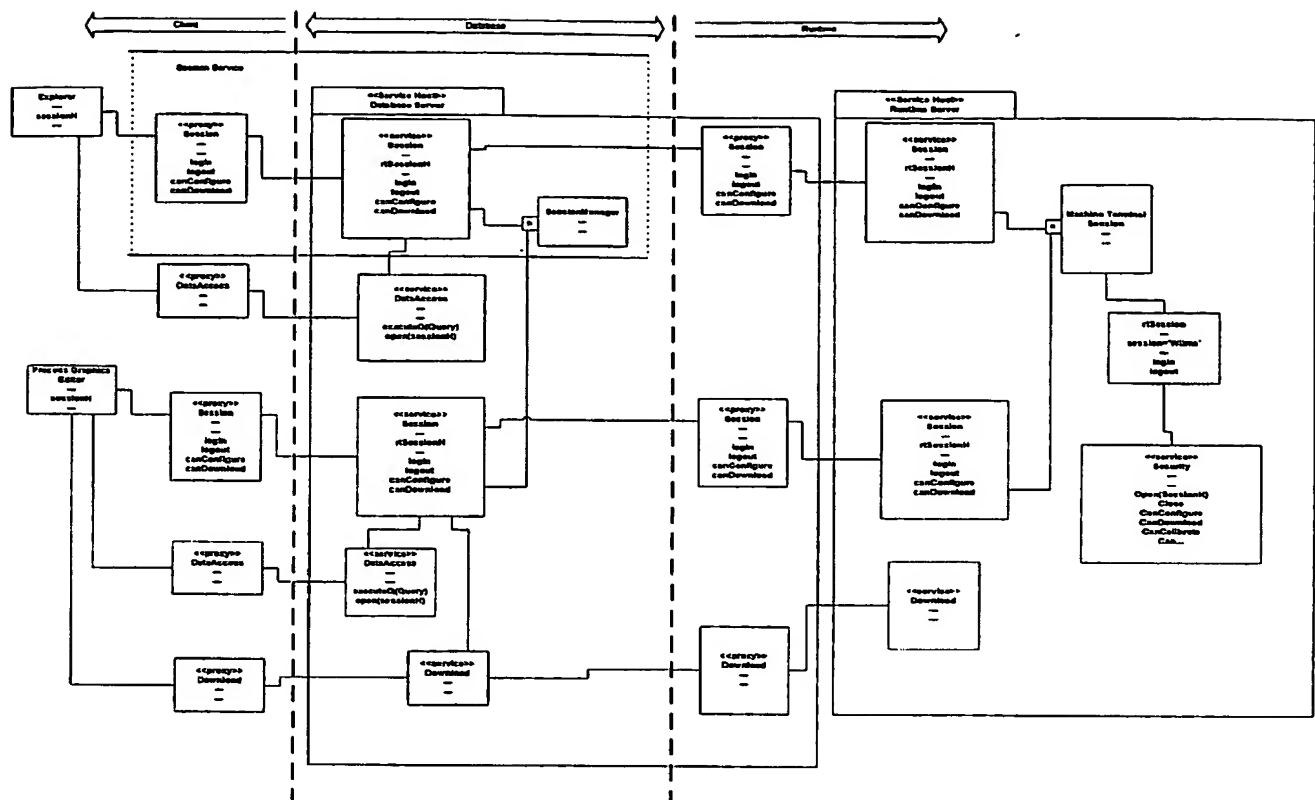 Client
Database
Runtime
Session Service
Explorer
—
sessionH
—
<<proxy>>
Session
—
—
login
logout
canConfigure
canDownload
<<Service Host>>
Database Server
<<service>>
Session
—
rtSessionH
—
login
logout
canConfigure
canDownload
SessionManager
—
—
<<proxy>>
Session
—
—
login
logout
canConfigure
canDownload
<<Service Host>>
Runtime Server
<<service>>
Session
—
rtSessionH
—
login
logout
canConfigure
canDownload
Machine Terminal
Session
—
—
<<proxy>>
DataAccess
—
—
<<service>>
DataAccess
—
—
executeQ(Query)
open(sessionH)
rtSession
—
session="Wilma"
—
login
logout
Process Graphics
Editor
—
sessionH
—
<<proxy>>
Session
—
—
login
logout
canConfigure
canDownload
<<service>>
Session
—
rtSessionH
—
login
logout
canConfigure
canDownload
<<proxy>>
Session
—
—
login
logout
canConfigure
canDownload
<<service>>
Session
—
rtSessionH
—
login
logout
canConfigure
canDownload
<<service>>
Security
—
—
Open(SessionH)
Close
CanConfigure
CanDownload
CanCalibrate
Can...
<<proxy>>
DataAccess
—
—
<<service>>
DataAccess
—
—
executeQ(Query)
open(sessionH)
<<service>>
Download
—
—
<<proxy>>
Download
—
—
<<service>>
Download
—
—
<<proxy>>
Download
—
—